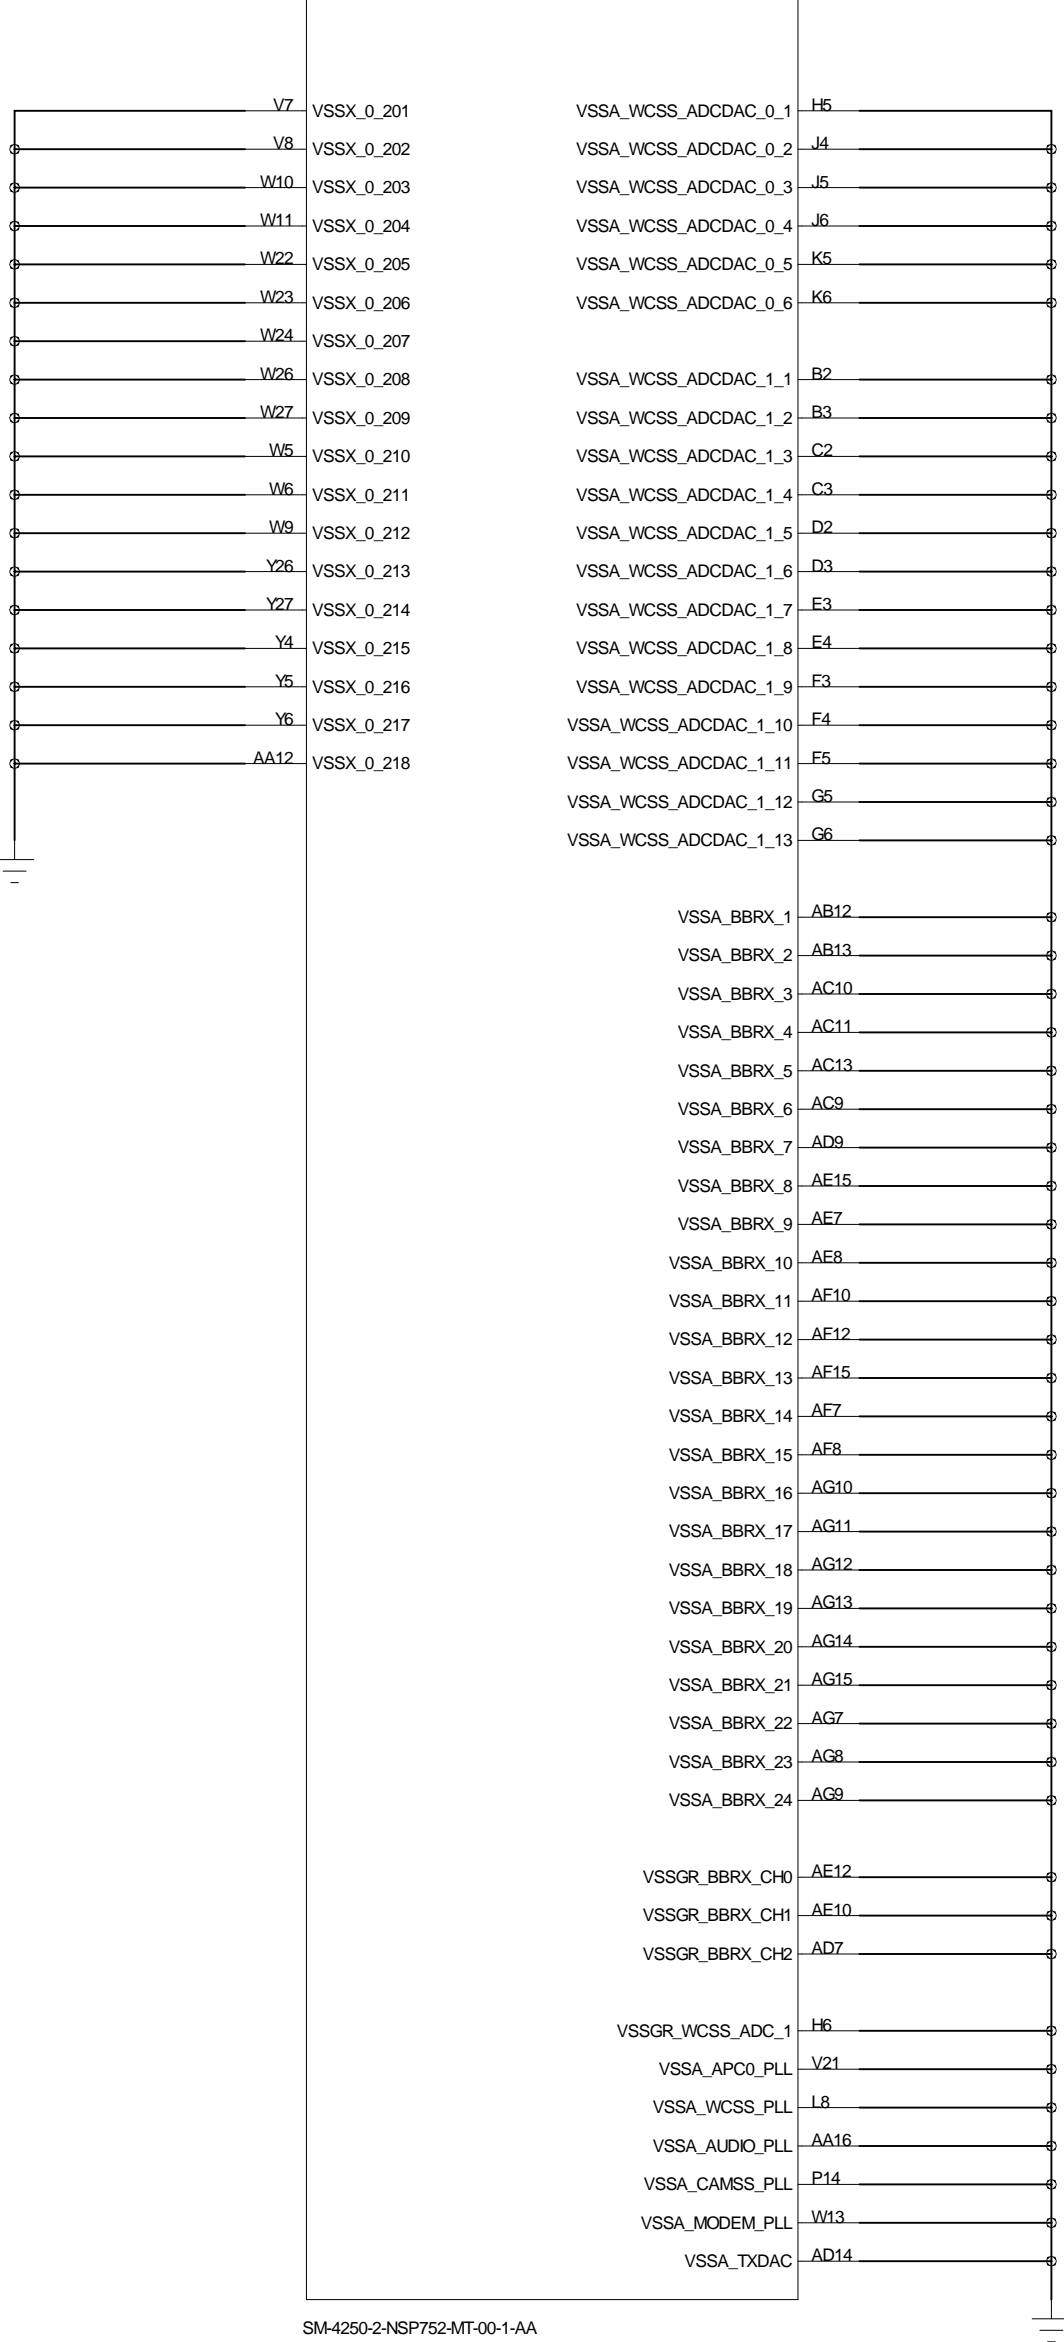 V7 VSSX_0_201 VSSA_WCSS_ADCDAC_0_1 H5
V8 VSSX_0_202 VSSA_WCSS_ADCDAC_0_2 J4
W10 VSSX_0_203 VSSA_WCSS_ADCDAC_0_3 J5
W11 VSSX_0_204 VSSA_WCSS_ADCDAC_0_4 J6
W22 VSSX_0_205 VSSA_WCSS_ADCDAC_0_5 K5
W23 VSSX_0_206 VSSA_WCSS_ADCDAC_0_6 K6
W24 VSSX_0_207
W26 VSSX_0_208 VSSA_WCSS_ADCDAC_1_1 B2
W27 VSSX_0_209 VSSA_WCSS_ADCDAC_1_2 B3
W5 VSSX_0_210 VSSA_WCSS_ADCDAC_1_3 C2
W6 VSSX_0_211 VSSA_WCSS_ADCDAC_1_4 C3
W9 VSSX_0_212 VSSA_WCSS_ADCDAC_1_5 D2
Y26 VSSX_0_213 VSSA_WCSS_ADCDAC_1_6 D3
Y27 VSSX_0_214 VSSA_WCSS_ADCDAC_1_7 E3
Y4 VSSX_0_215 VSSA_WCSS_ADCDAC_1_8 E4
Y5 VSSX_0_216 VSSA_WCSS_ADCDAC_1_9 F3
Y6 VSSX_0_217 VSSA_WCSS_ADCDAC_1_10 F4
AA12 VSSX_0_218 VSSA_WCSS_ADCDAC_1_11 F5
VSSA_WCSS_ADCDAC_1_12 G5
VSSA_WCSS_ADCDAC_1_13 G6
VSSA_BBRX_1 AB12
VSSA_BBRX_2 AB13
VSSA_BBRX_3 AC10
VSSA_BBRX_4 AC11
VSSA_BBRX_5 AC13
VSSA_BBRX_6 AC9
VSSA_BBRX_7 AD9
VSSA_BBRX_8 AE15
VSSA_BBRX_9 AE7
VSSA_BBRX_10 AE8
VSSA_BBRX_11 AF10
VSSA_BBRX_12 AF12
VSSA_BBRX_13 AF15
VSSA_BBRX_14 AF7
VSSA_BBRX_15 AF8
VSSA_BBRX_16 AG10
VSSA_BBRX_17 AG11
VSSA_BBRX_18 AG12
VSSA_BBRX_19 AG13
VSSA_BBRX_20 AG14
VSSA_BBRX_21 AG15
VSSA_BBRX_22 AG7
VSSA_BBRX_23 AG8
VSSA_BBRX_24 AG9
VSSGR_BBRX_CH0 AE12
VSSGR_BBRX_CH1 AE10
VSSGR_BBRX_CH2 AD7
VSSGR_WCSS_ADC_1 H6
VSSA_APC0_PLL V21
VSSA_WCSS_PLL L8
VSSA_AUDIO_PLL AA16
VSSA_CAMSS_PLL P14
VSSA_MODEM_PLL W13
VSSA_TXDAC AD14
SM-4250-2-NSP752-MT-00-1-AA